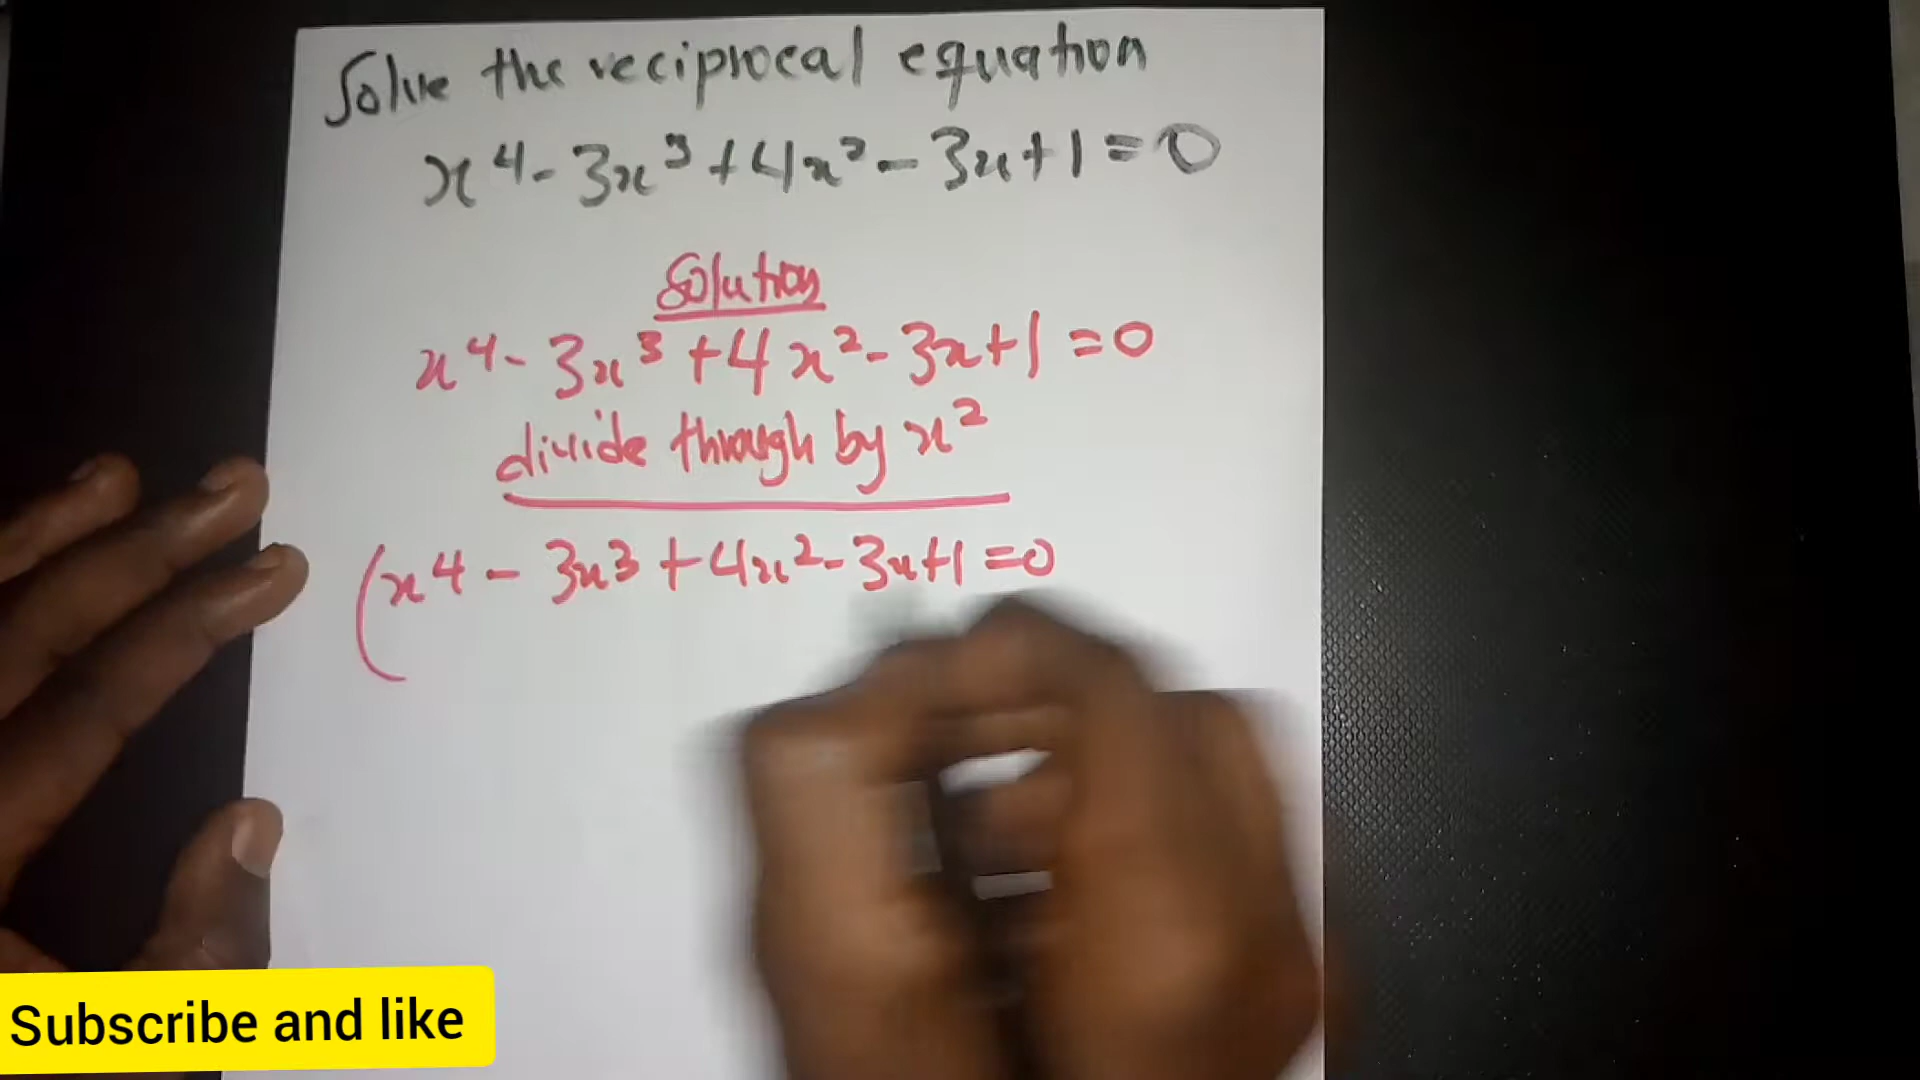 Solve the reciprocal equation
x⁴ - 3x³ + 4x² - 3x + 1 = 0
Solution
x⁴ - 3x³ + 4x² - 3x + 1 = 0
divide through by x²
(x⁴ - 3x³ + 4x² - 3x + 1 = 0
Subscribe and like